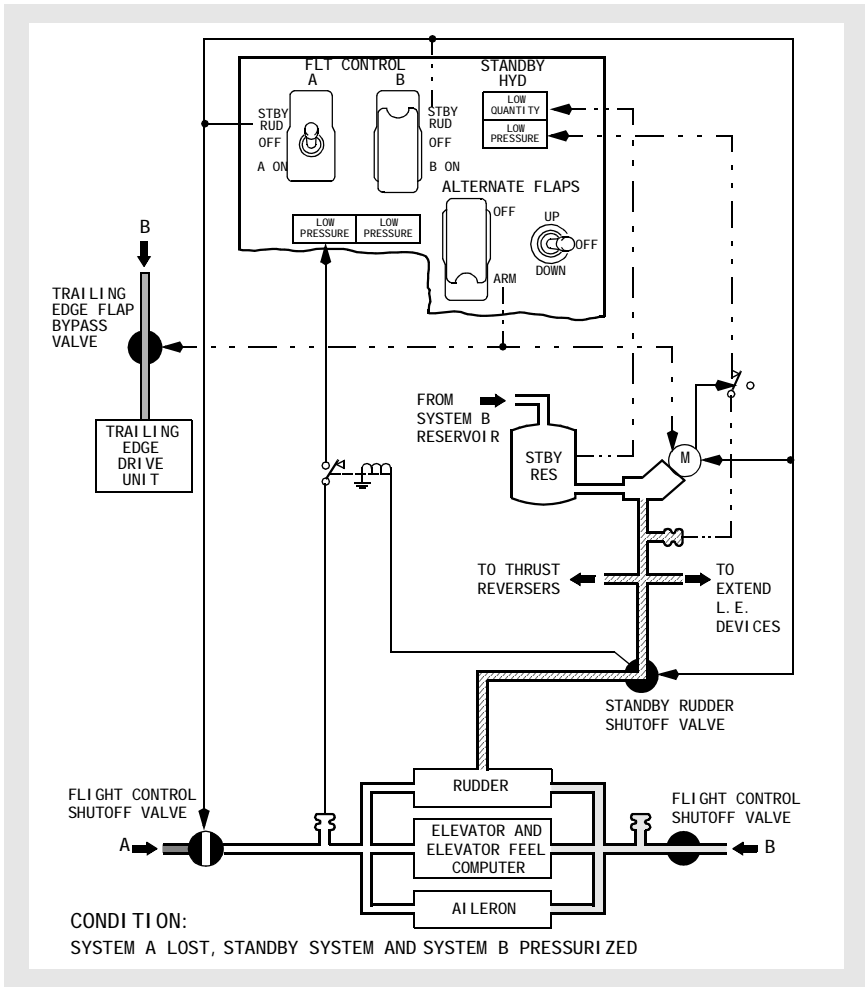 FLT CONTROL
A
B
STANDBY
HYD
LOW
QUANTITY
LOW
PRESSURE
STBY
RUD
OFF
A ON
STBY
RUD
OFF
B ON
ALTERNATE FLAPS
OFF
ARM
UP
OFF
DOWN
LOW
PRESSURE
LOW
PRESSURE
B
TRAILING
EDGE FLAP
BYPASS
VALVE
TRAILING
EDGE
DRIVE
UNIT
FROM
SYSTEM B
RESERVOIR
STBY
RES
M
TO THRUST
REVERSERS
TO
EXTEND
L.E.
DEVICES
STANDBY RUDDER
SHUTOFF VALVE
FLIGHT CONTROL
SHUTOFF VALVE
A
RUDDER
ELEVATOR AND
ELEVATOR FEEL
COMPUTER
AILERON
FLIGHT CONTROL
SHUTOFF VALVE
B
CONDITION:
SYSTEM A LOST, STANDBY SYSTEM AND SYSTEM B PRESSURIZED